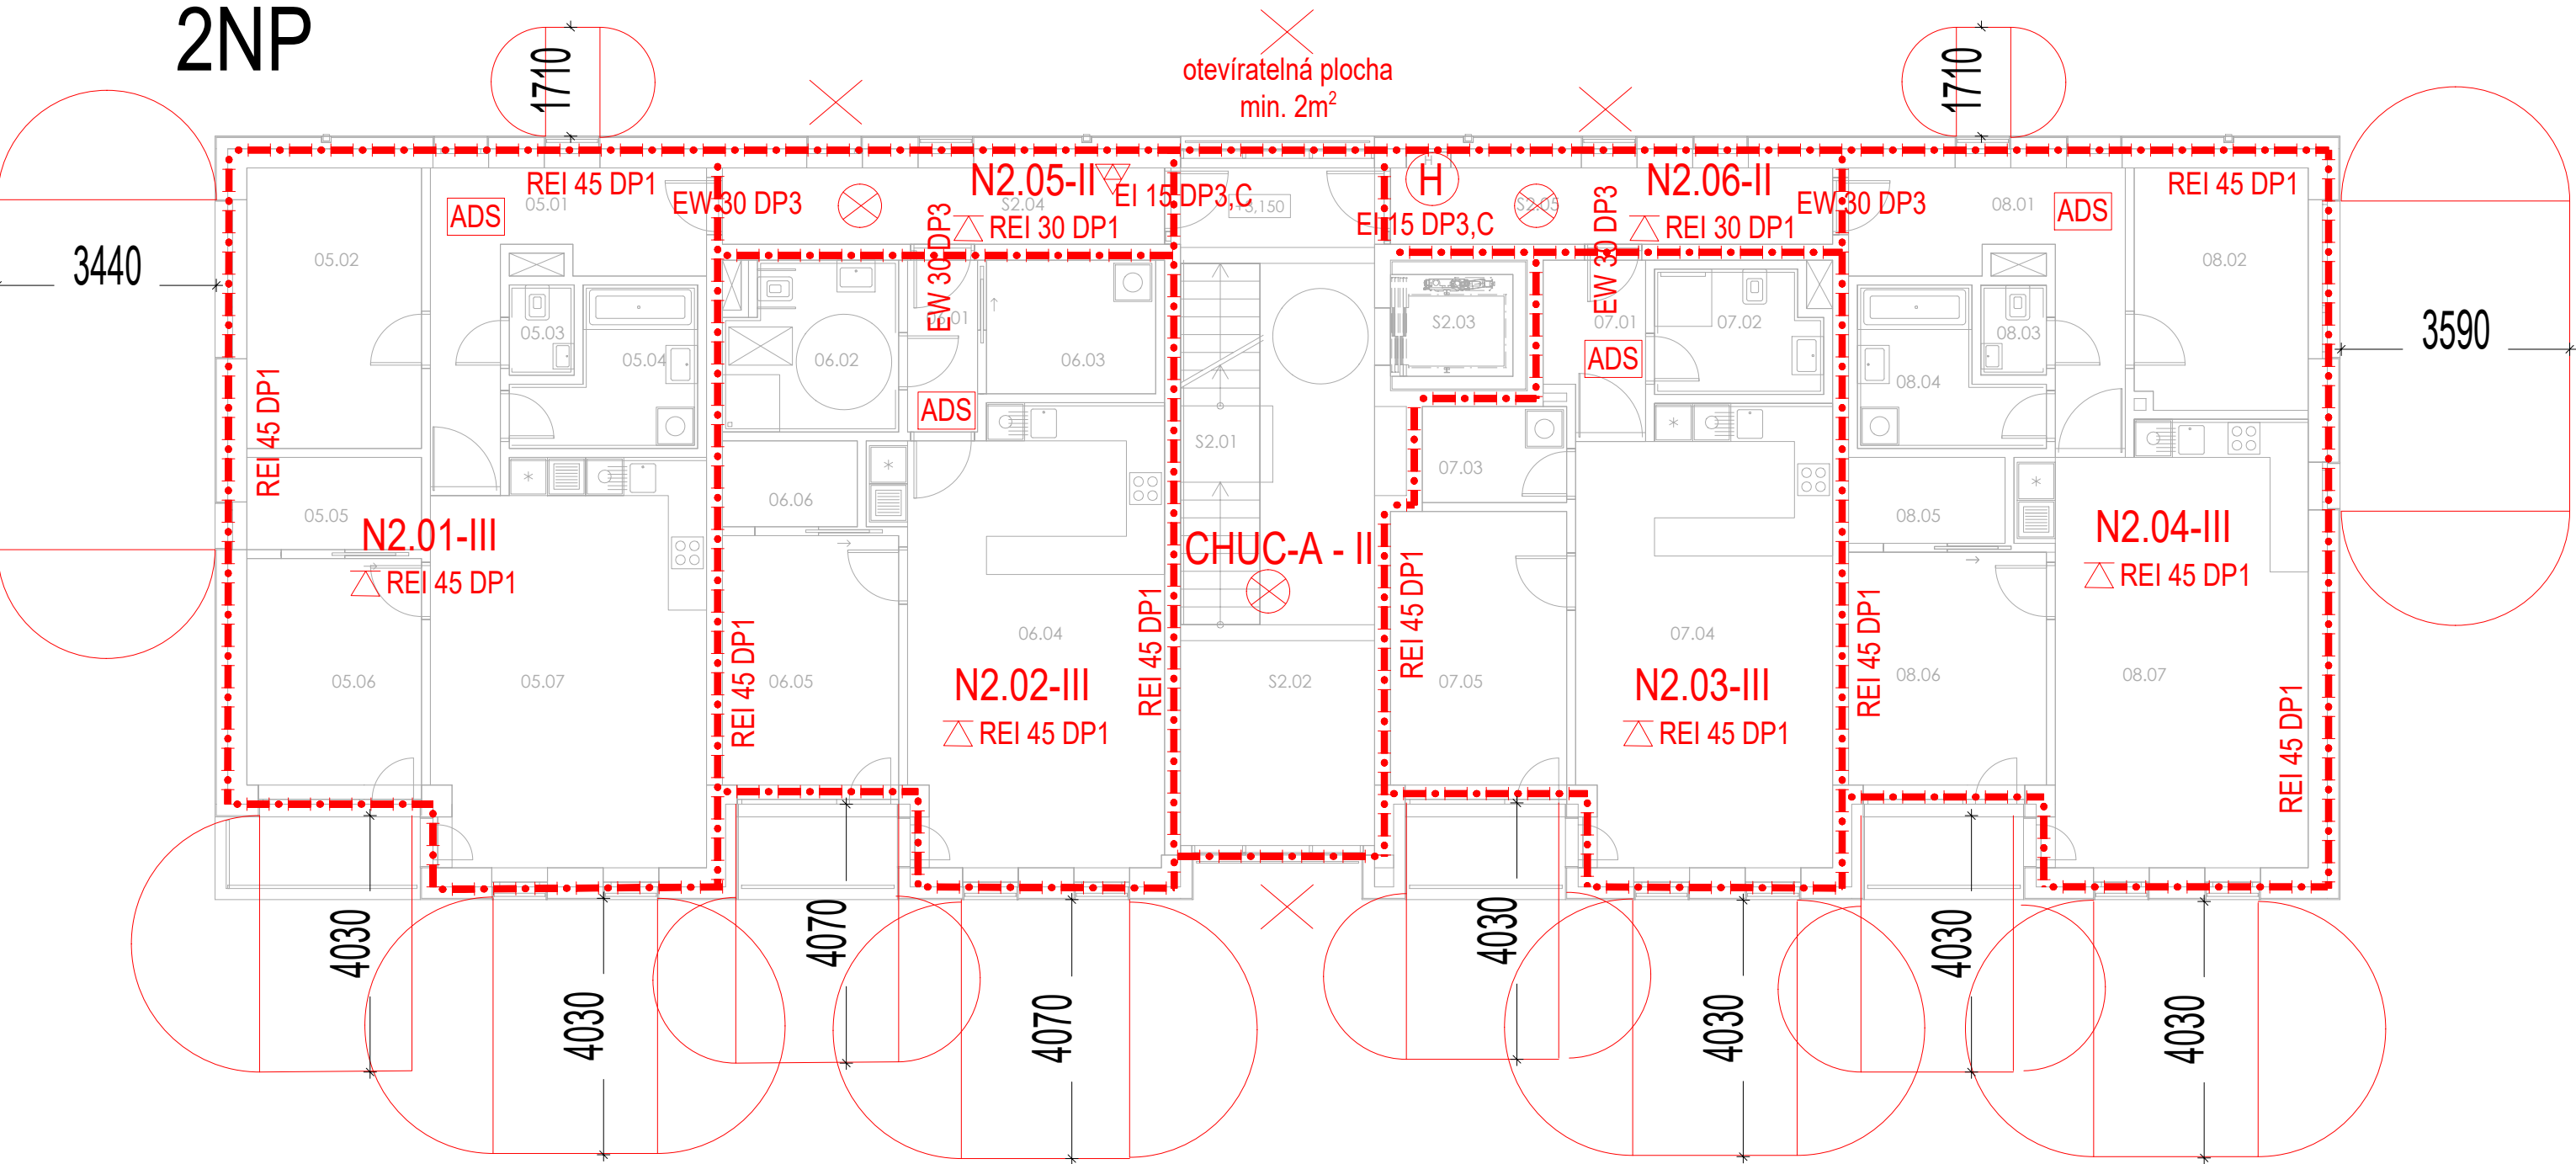 2NP
1710
otevíratelná plocha
min. 2m²
1710
REI 45 DP1
ADS
05.01
EW 30 DP3
N2.05-II
S2.04
REI 30 DP1
EI 15 DP3,C
H
EI 15 DP3,C
S2.05
N2.06-II
REI 30 DP1
EW 30 DP3
08.01
ADS
REI 45 DP1
3440
05.02
EW 30 DP3
06.01
EW 30 DP3
08.02
3590
05.03
05.04
06.02
06.03
S2.03
07.01
07.02
08.03
08.04
ADS
ADS
REI 45 DP1
S2.01
07.03
05.05
06.06
08.05
N2.01-III
REI 45 DP1
CHUC-A - II
N2.04-III
REI 45 DP1
REI 45 DP1
REI 45 DP1
REI 45 DP1
REI 45 DP1
REI 45 DP1
06.04
07.04
05.06
05.07
06.05
N2.02-III
REI 45 DP1
S2.02
07.05
N2.03-III
REI 45 DP1
08.06
08.07
4030
4030
4070
4070
4030
4030
4030
4030